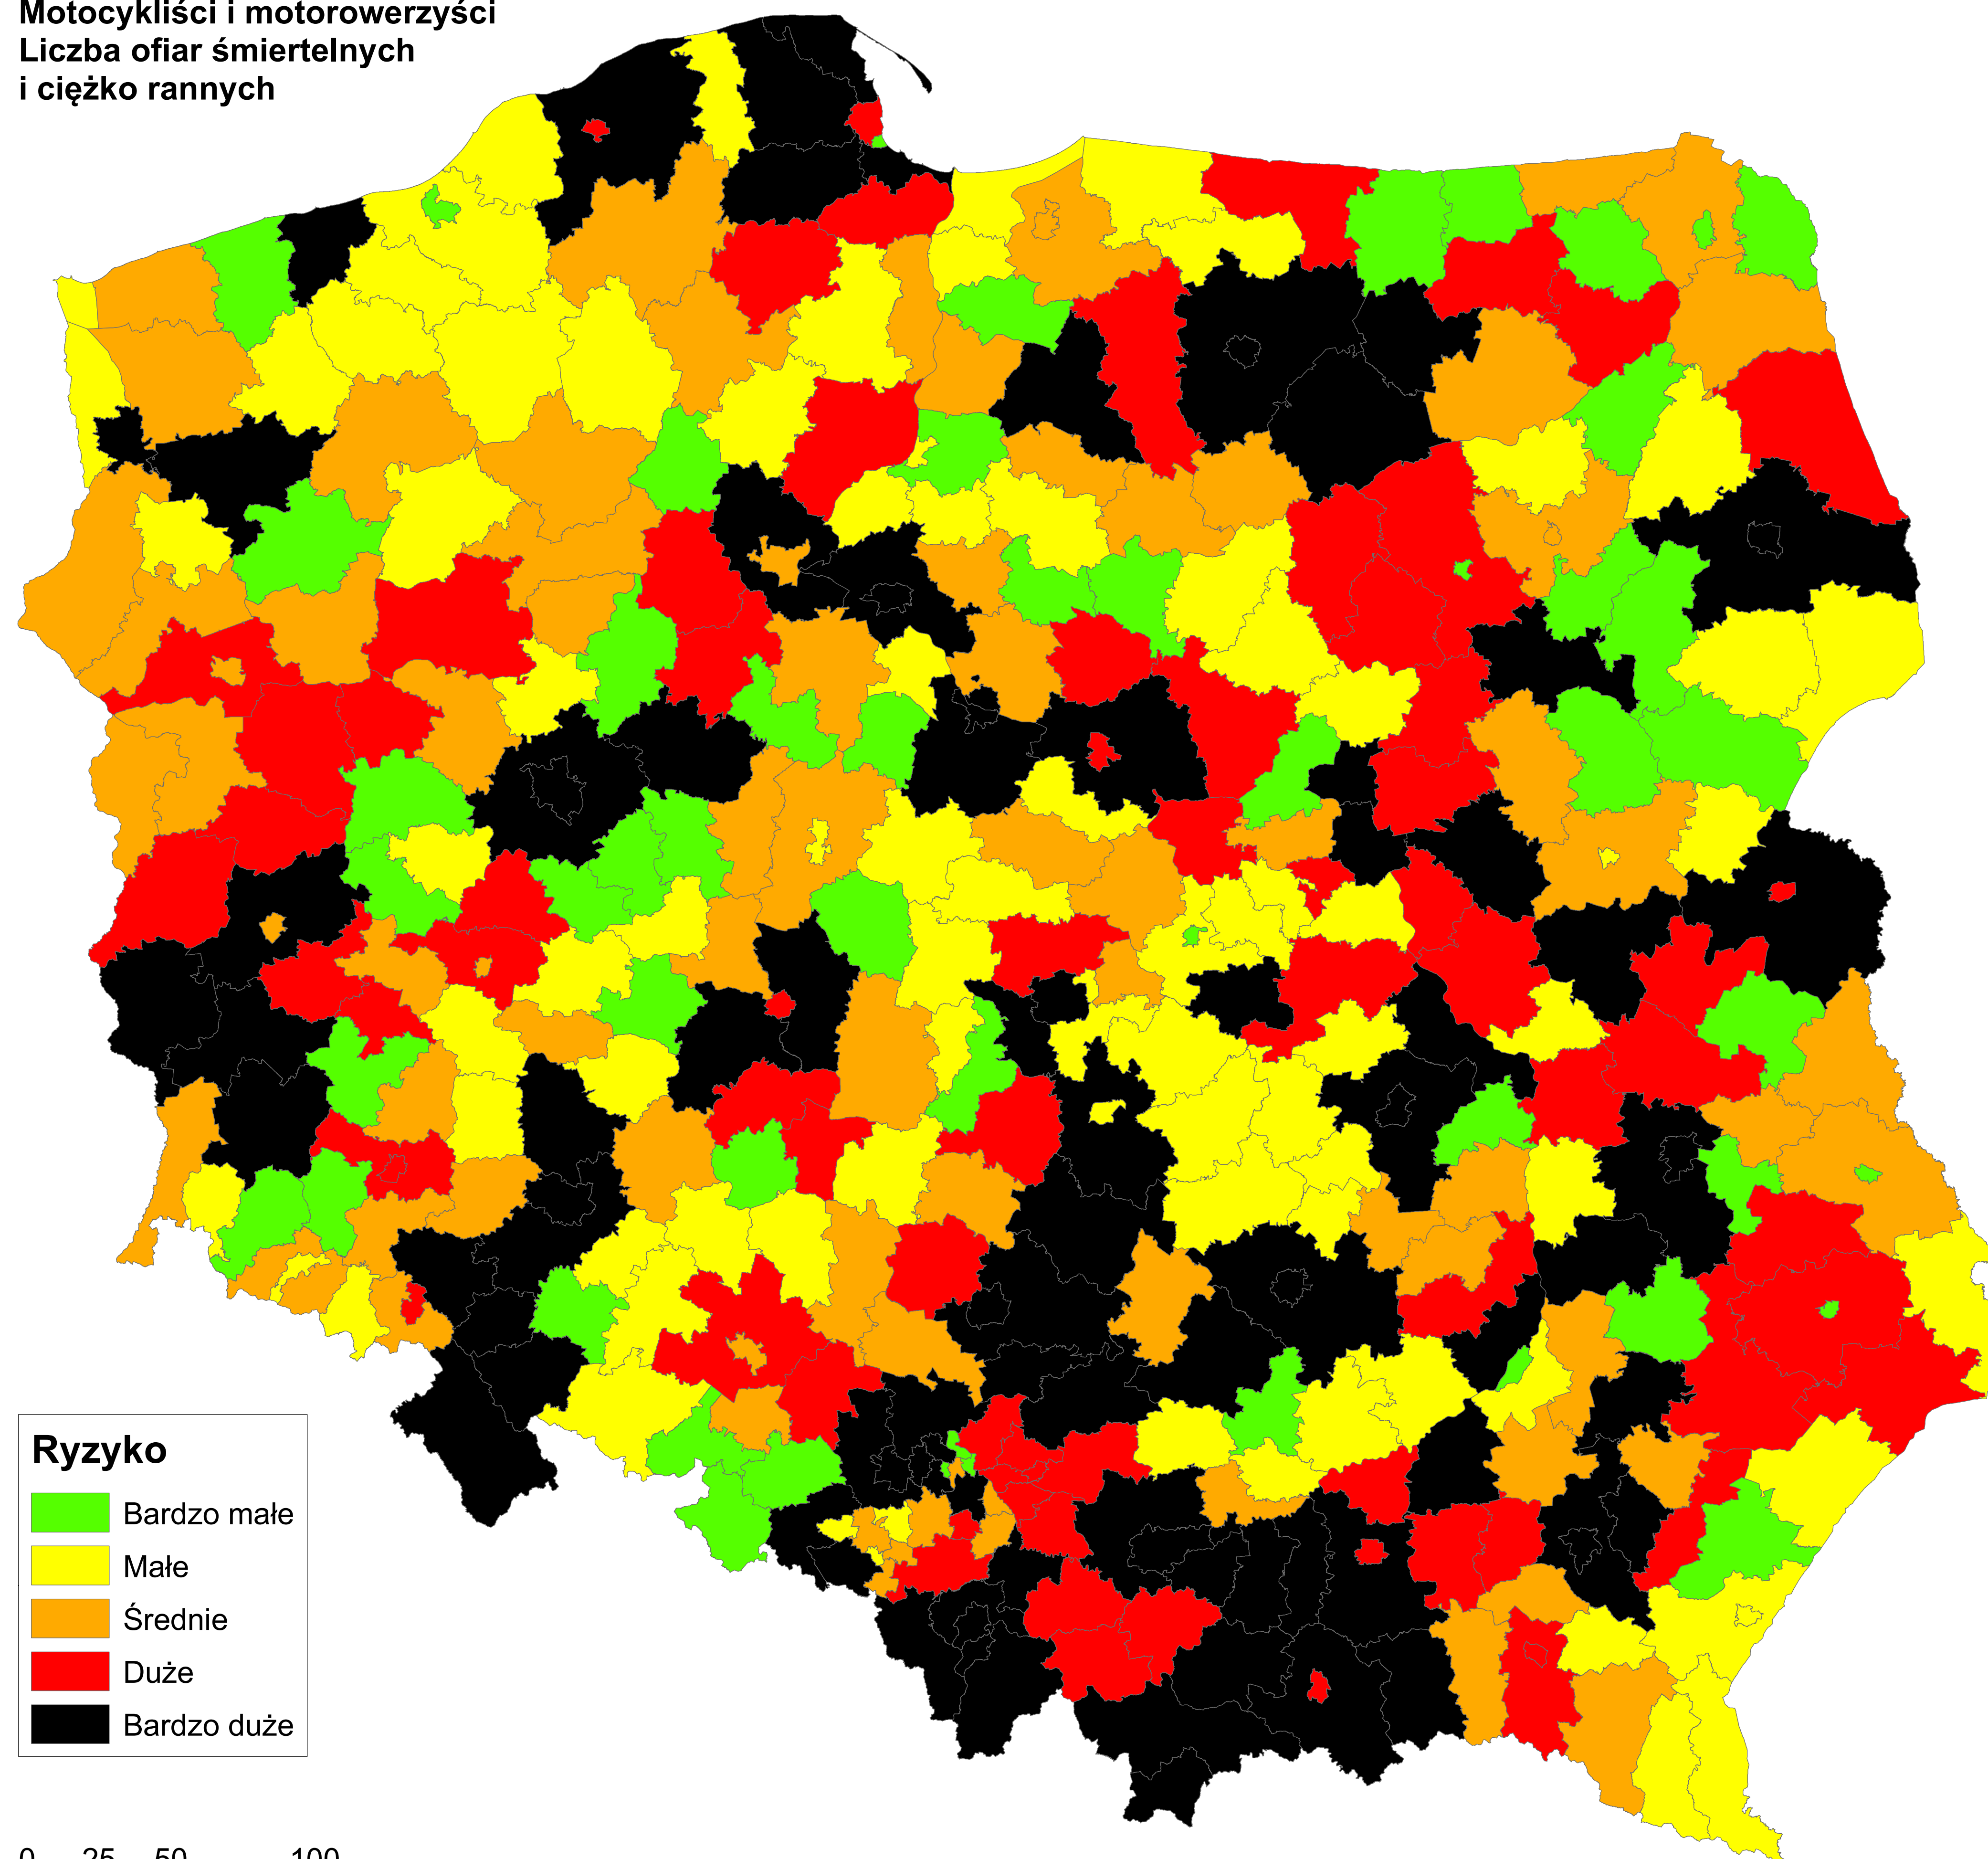 Motocykliści i motorowerzyści
Liczba ofiar śmiertelnych
i ciężko rannych
Ryzyko
Bardzo małe
Małe
Średnie
Duże
Bardzo duże
0 25 50 100